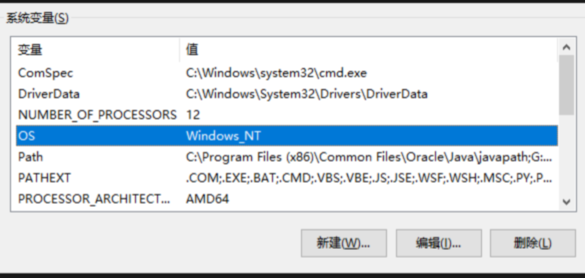 系统变量(S)
变量 值
ComSpec C:\Windows\system32\cmd.exe
DriverData C:\Windows\System32\Drivers\DriverData
NUMBER_OF_PROCESSORS 12
OS Windows_NT
Path C:\Program Files (x86)\Common Files\Oracle\Java\javapath;G:...
PATHEXT .COM;.EXE;.BAT;.CMD;.VBS;.VBE;.JS;.JSE;.WSF;.WSH;.MSC;.PY;.P...
PROCESSOR_ARCHITECT... AMD64
新建(W)... 编辑(I)... 删除(L)